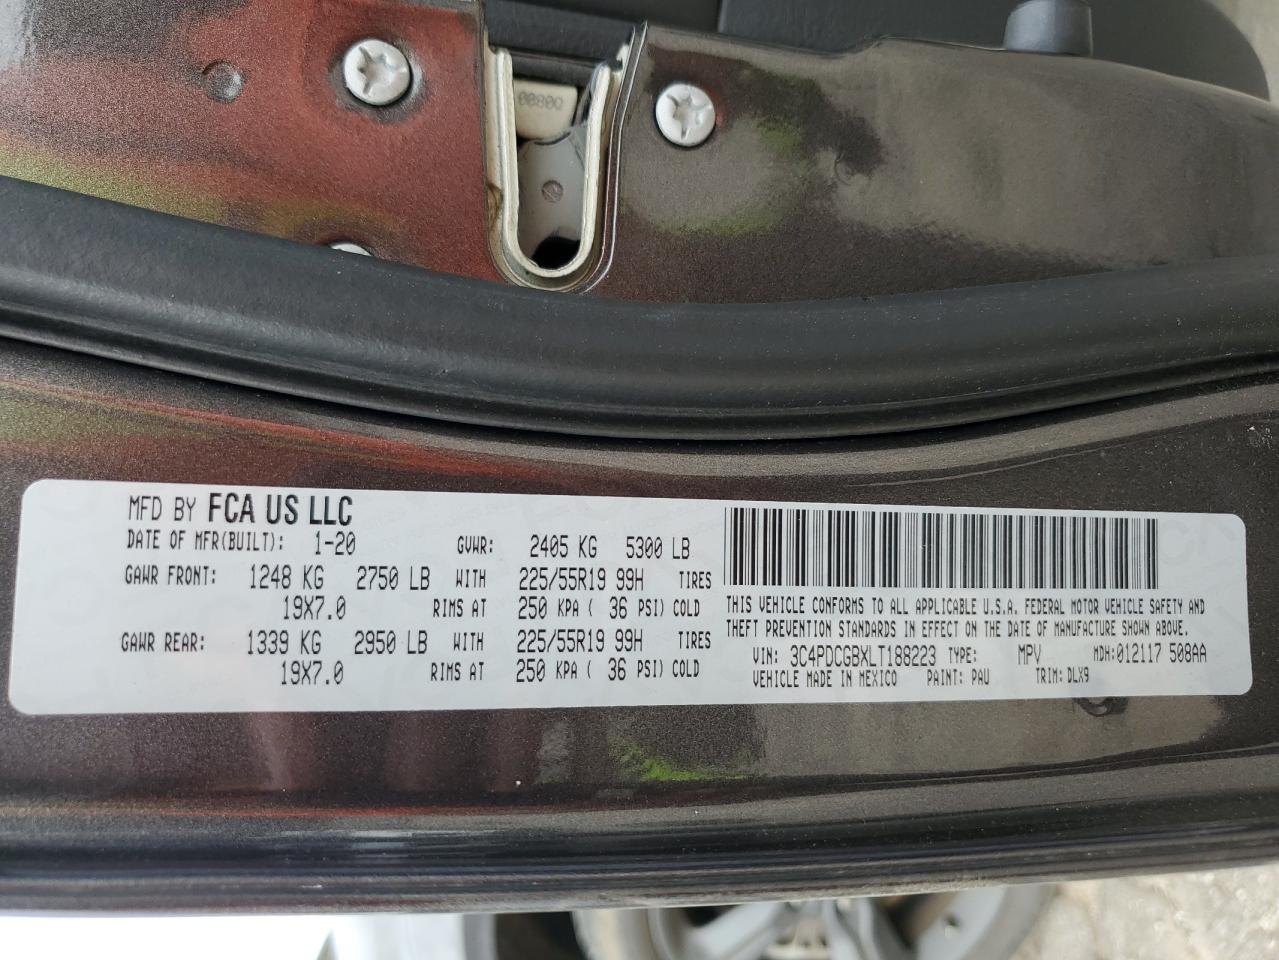 00800
MFD BY FCA US LLC
DATE OF MFR(BUILT): 1-20 GVWR: 2405 KG 5300 LB
GAWR FRONT: 1248 KG 2750 LB WITH 225/55R19 99H TIRES
19X7.0 RIMS AT 250 KPA ( 36 PSI) COLD
GAWR REAR: 1339 KG 2950 LB WITH 225/55R19 99H TIRES
19X7.0 RIMS AT 250 KPA ( 36 PSI) COLD
THIS VEHICLE CONFORMS TO ALL APPLICABLE U.S.A. FEDERAL MOTOR VEHICLE SAFETY AND
THEFT PREVENTION STANDARDS IN EFFECT ON THE DATE OF MANUFACTURE SHOWN ABOVE.
VIN: 3C4PDCGBXLT188223 TYPE: MPV MDH:012117 508AA
VEHICLE MADE IN MEXICO PAINT: PAU TRIM: DLX9